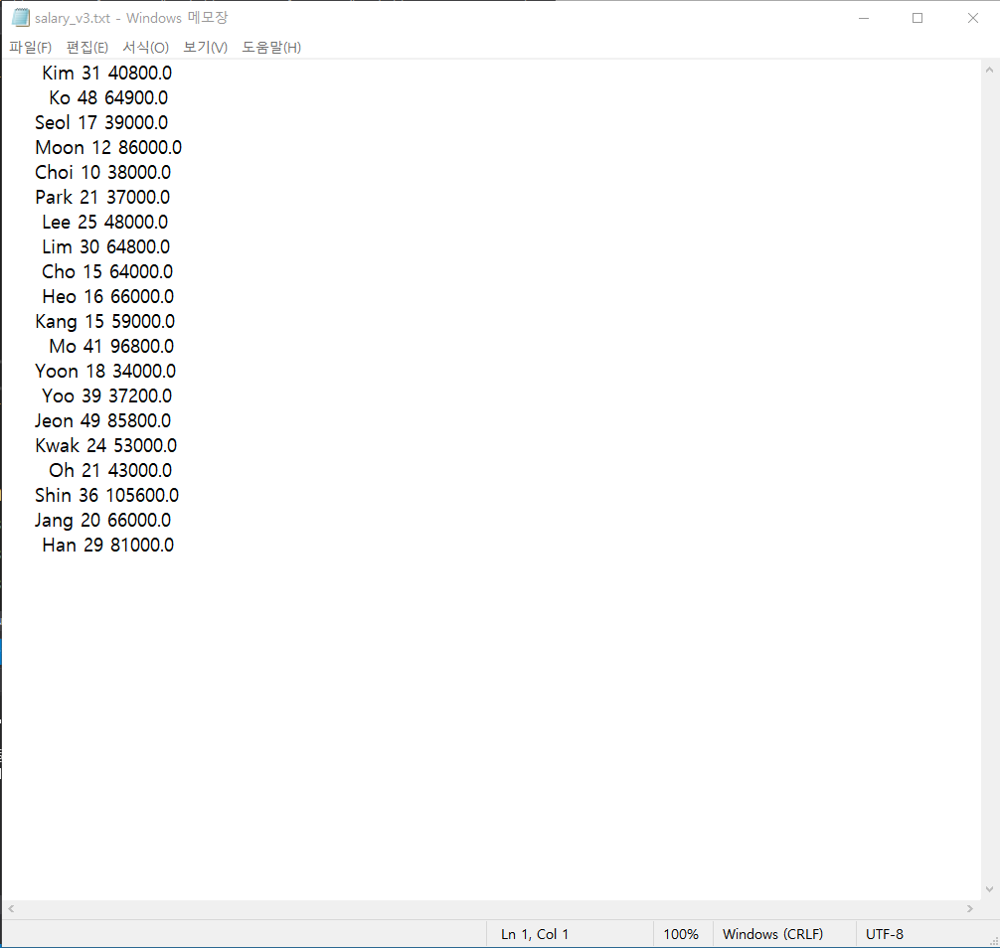 salary_v3.txt - Windows 메모장
파일(F) 편집(E) 서식(O) 보기(V) 도움말(H)
Kim 31 40800.0
Ko 48 64900.0
Seol 17 39000.0
Moon 12 86000.0
Choi 10 38000.0
Park 21 37000.0
Lee 25 48000.0
Lim 30 64800.0
Cho 15 64000.0
Heo 16 66000.0
Kang 15 59000.0
Mo 41 96800.0
Yoon 18 34000.0
Yoo 39 37200.0
Jeon 49 85800.0
Kwak 24 53000.0
Oh 21 43000.0
Shin 36 105600.0
Jang 20 66000.0
Han 29 81000.0
Ln 1, Col 1 100% Windows (CRLF) UTF-8